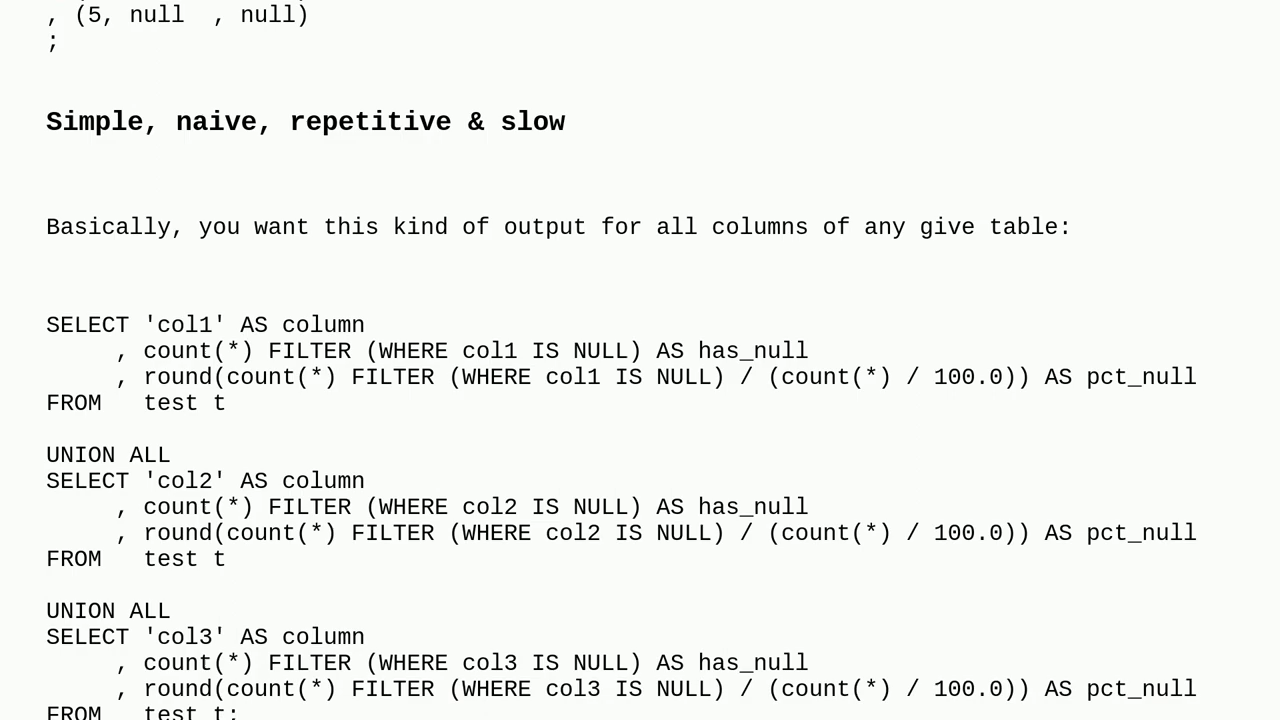 , (5, null  , null)
;
Simple, naive, repetitive & slow
Basically, you want this kind of output for all columns of any give table:
SELECT 'col1' AS column
     , count(*) FILTER (WHERE col1 IS NULL) AS has_null
     , round(count(*) FILTER (WHERE col1 IS NULL) / (count(*) / 100.0)) AS pct_null
FROM   test t
UNION ALL
SELECT 'col2' AS column
     , count(*) FILTER (WHERE col2 IS NULL) AS has_null
     , round(count(*) FILTER (WHERE col2 IS NULL) / (count(*) / 100.0)) AS pct_null
FROM   test t
UNION ALL
SELECT 'col3' AS column
     , count(*) FILTER (WHERE col3 IS NULL) AS has_null
     , round(count(*) FILTER (WHERE col3 IS NULL) / (count(*) / 100.0)) AS pct_null
FROM   test t;